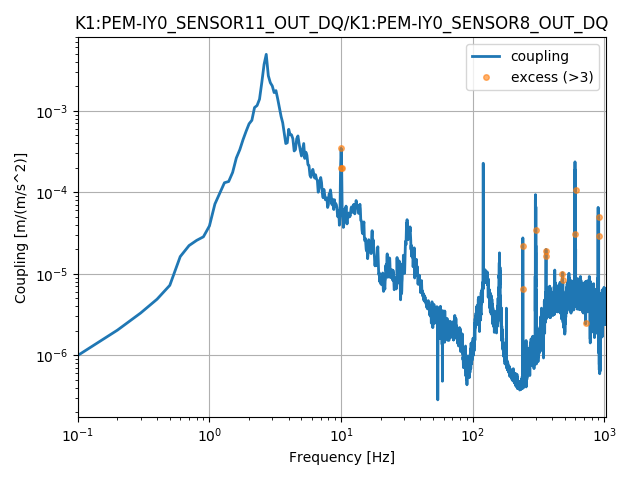 K1:PEM-IY0_SENSOR11_OUT_DQ/K1:PEM-IY0_SENSOR8_OUT_DQ
coupling
excess (>3)
Coupling [m/(m/s^2)]
10^-3
10^-4
10^-5
10^-6
10^-1
10^0
10^1
10^2
10^3
Frequency [Hz]